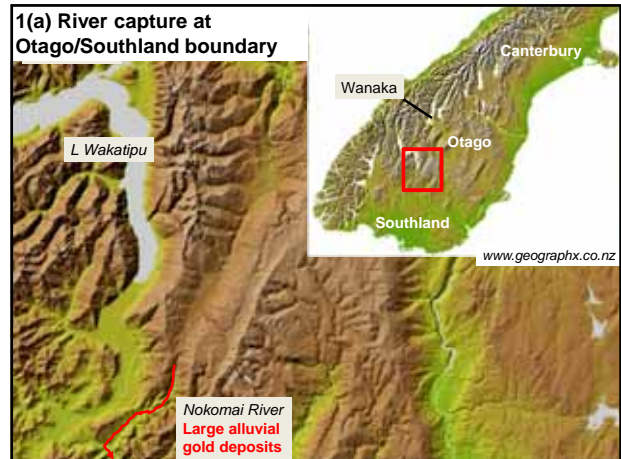 1(a) River capture at
Otago/Southland boundary
Canterbury
Wanaka
L Wakatipu
Otago
Southland
www.geographx.co.nz
Nokomai River
Large alluvial
gold deposits